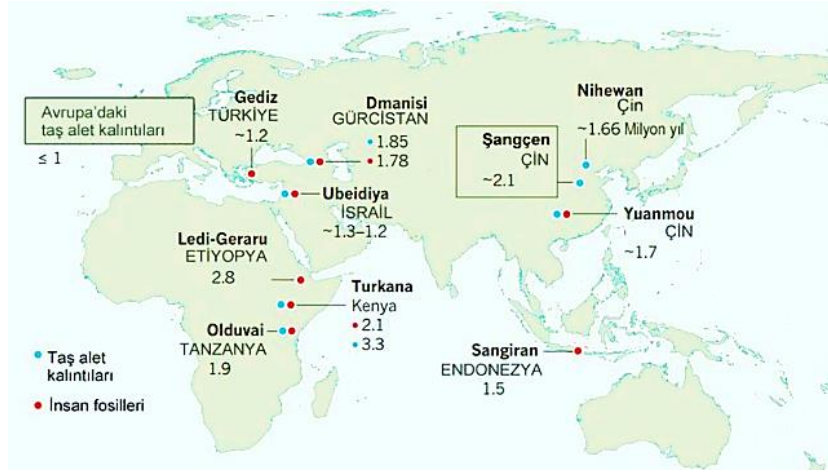 Avrupa'daki
taş alet kalıntıları
≤ 1
Gediz
TÜRKİYE
~1.2
Dmanisi
GÜRCİSTAN
1.85
1.78
Nihewan
Çin
~1.66 Milyon yıl
Şangçen
ÇİN
~2.1
Ubeidiya
İSRAİL
~1.3–1.2
Yuanmou
ÇİN
~1.7
Ledi-Geraru
ETİYOPYA
2.8
Turkana
Kenya
2.1
3.3
Olduvai
TANZANYA
1.9
Sangiran
ENDONEZYA
1.5
Taş alet
kalıntıları
İnsan fosilleri